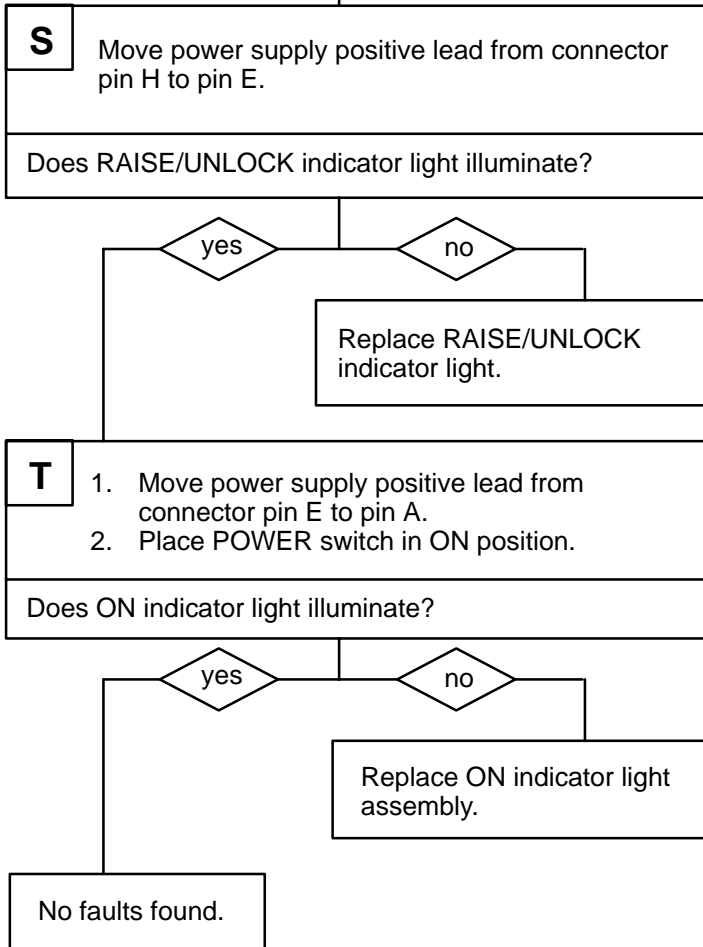 S
Move power supply positive lead from connector
pin H to pin E.
Does RAISE/UNLOCK indicator light illuminate?
yes
no
Replace RAISE/UNLOCK
indicator light.
T
1. Move power supply positive lead from
connector pin E to pin A.
2. Place POWER switch in ON position.
Does ON indicator light illuminate?
yes
no
Replace ON indicator light
assembly.
No faults found.